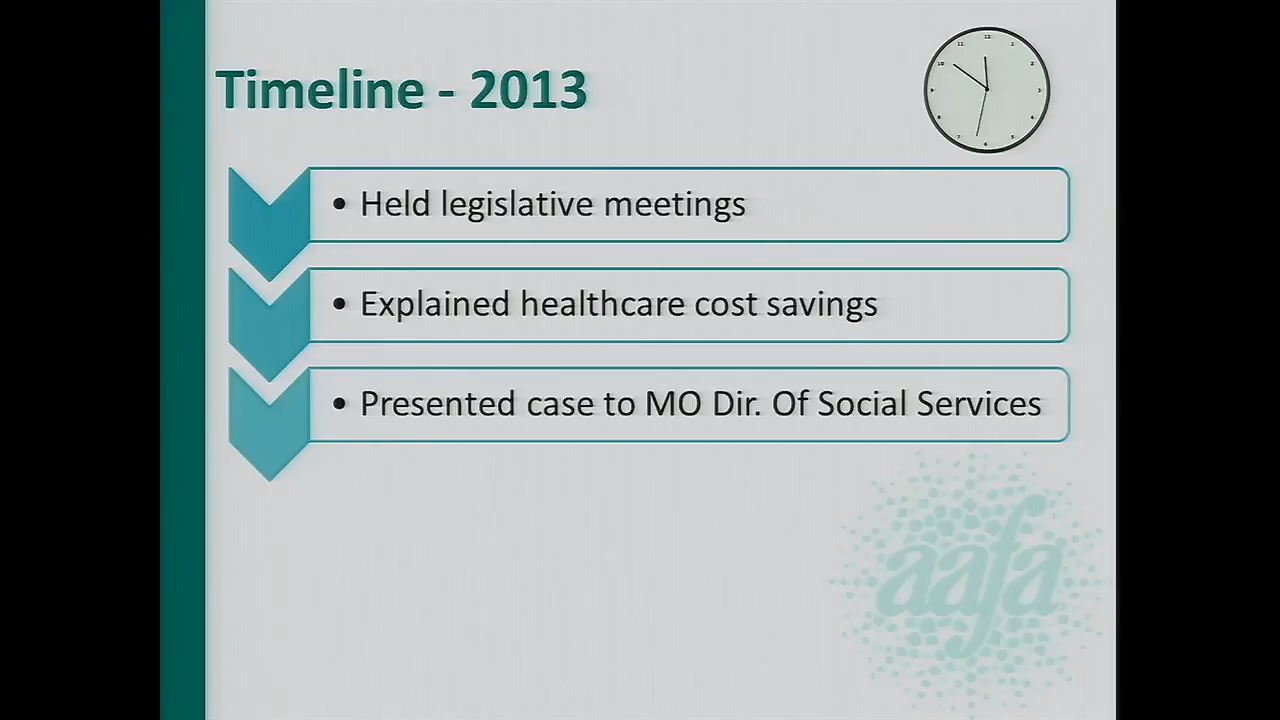 Timeline - 2013
• Held legislative meetings
• Explained healthcare cost savings
• Presented case to MO Dir. Of Social Services
aafa